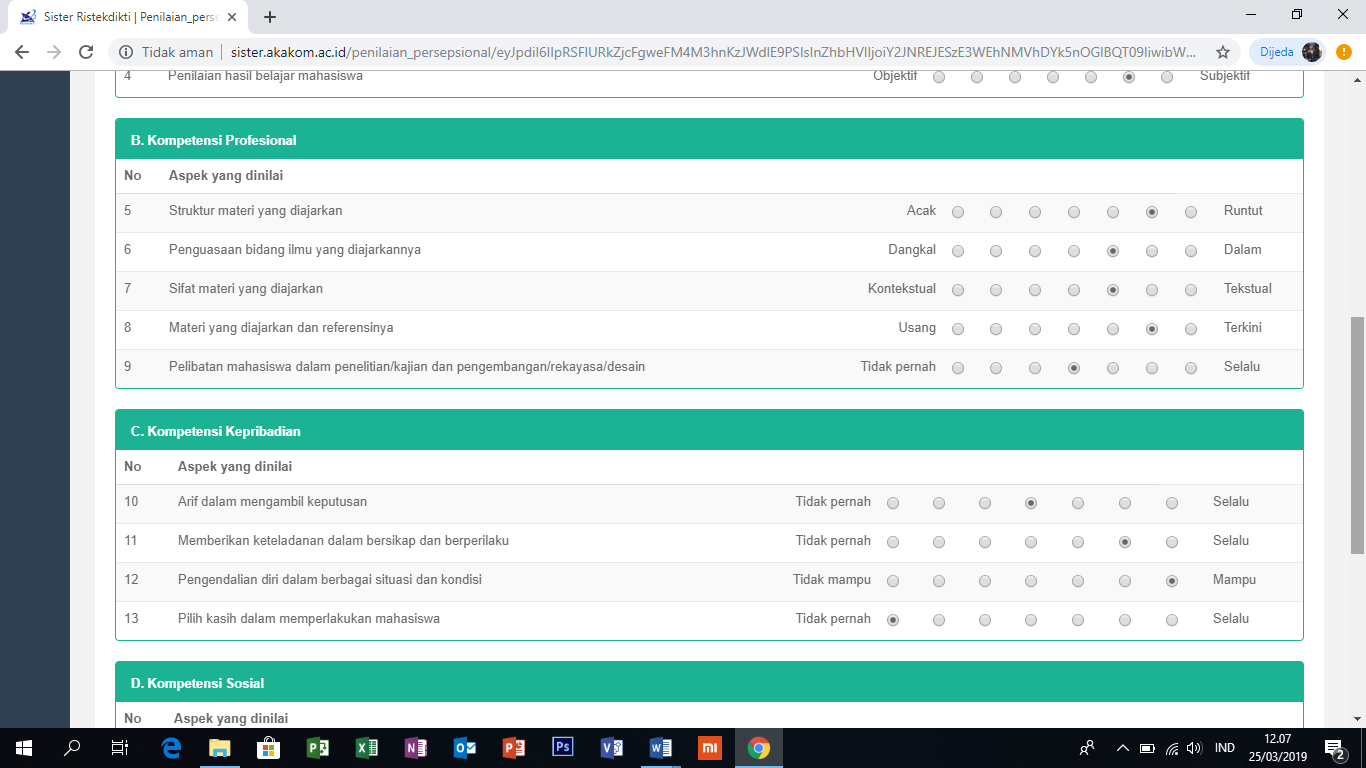 Sister Ristekdikti | Penilaian_perse
Tidak aman | sister.akakom.ac.id/penilaian_persepsional/
Dijeda
4 Penilaian hasil belajar mahasiswa Objektif Subjektif
B. Kompetensi Profesional
No Aspek yang dinilai
5 Struktur materi yang diajarkan Acak Runtut
6 Penguasaan bidang ilmu yang diajarkannya Dangkal Dalam
7 Sifat materi yang diajarkan Kontekstual Tekstual
8 Materi yang diajarkan dan referensinya Usang Terkini
9 Pelibatan mahasiswa dalam penelitian/kajian dan pengembangan/rekayasa/desain Tidak pernah Selalu
C. Kompetensi Kepribadian
No Aspek yang dinilai
10 Arif dalam mengambil keputusan Tidak pernah Selalu
11 Memberikan keteladanan dalam bersikap dan berperilaku Tidak pernah Selalu
12 Pengendalian diri dalam berbagai situasi dan kondisi Tidak mampu Mampu
13 Pilih kasih dalam memperlakukan mahasiswa Tidak pernah Selalu
D. Kompetensi Sosial
No Aspek yang dinilai
Ps
mi
IND
12.07
25/03/2019
2